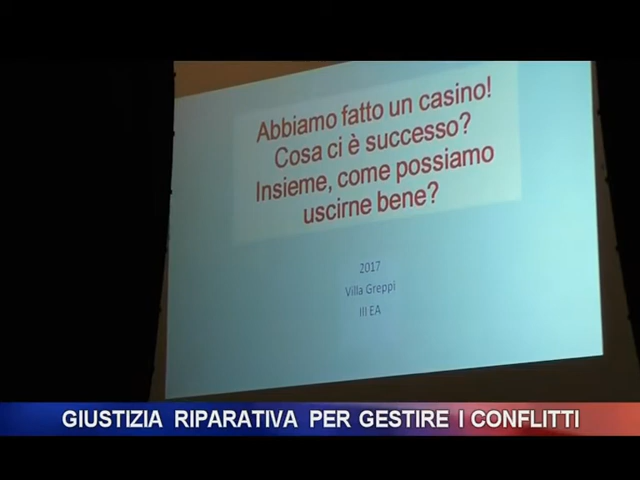 Abbiamo fatto un casino!
Cosa ci è successo?
Insieme, come possiamo
uscirne bene?
2017
Villa Greppi
III EA
GIUSTIZIA RIPARATIVA PER GESTIRE I CONFLITTI